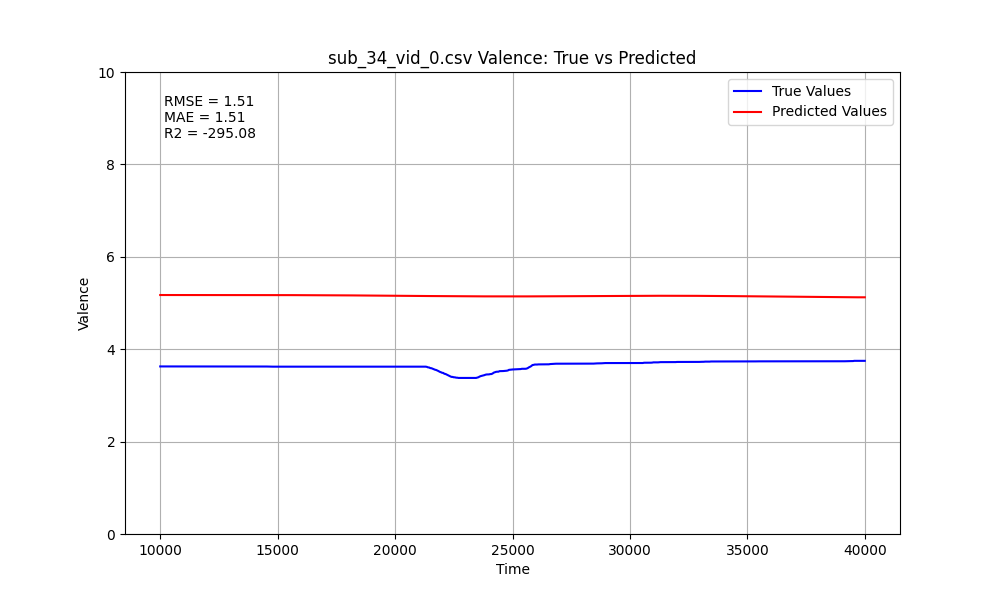 sub_34_vid_0.csv Valence: True vs Predicted
RMSE = 1.51
MAE = 1.51
R2 = -295.08
True Values
Predicted Values
Valence
10
8
6
4
2
0
10000 15000 20000 25000 30000 35000 40000
Time